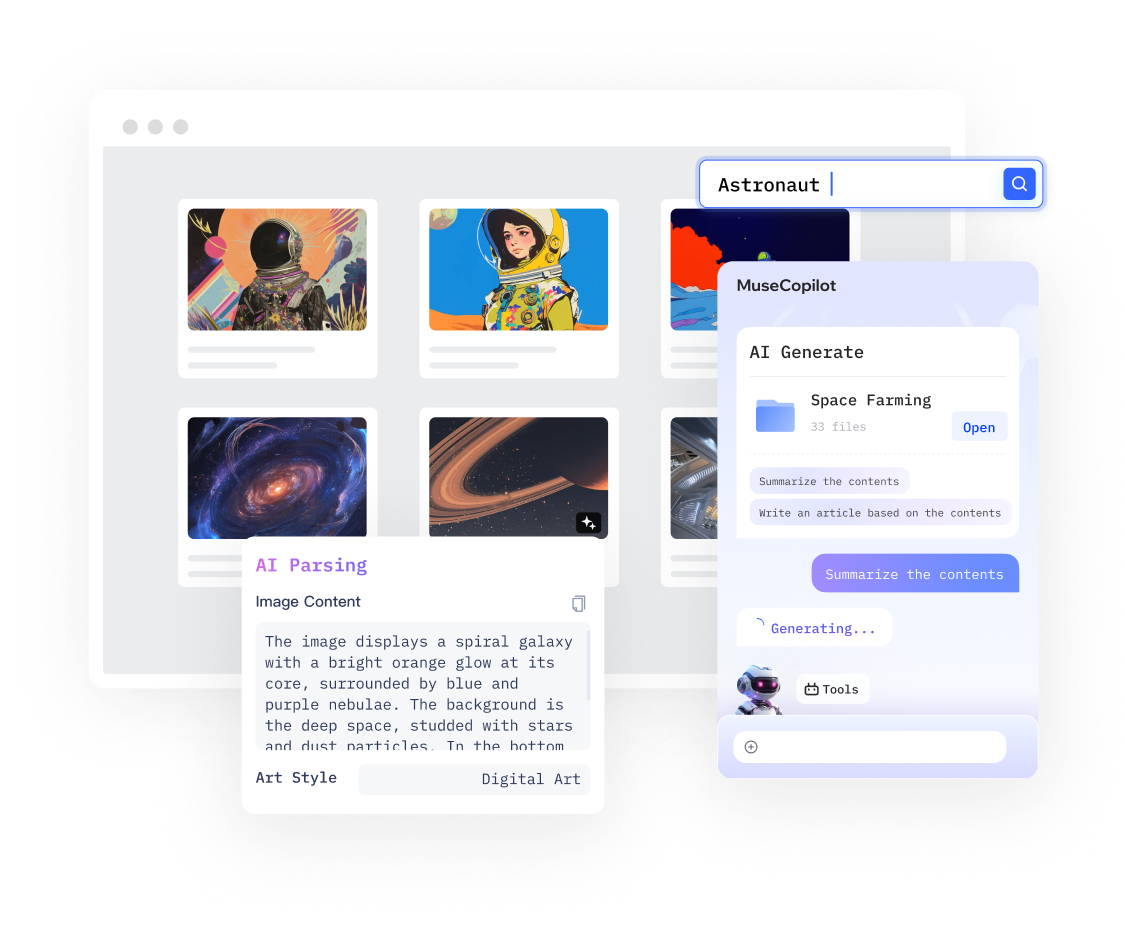 Astronaut
MuseCopilot
AI Generate
Space Farming
33 files
Open
Summarize the contents
Write an article based on the contents
Summarize the contents
Generating...
Tools
AI Parsing
Image Content
The image displays a spiral galaxy
with a bright orange glow at its
core, surrounded by blue and
purple nebulae. The background is
the deep space, studded with stars
and dust particles. In the bottom
Art Style
Digital Art